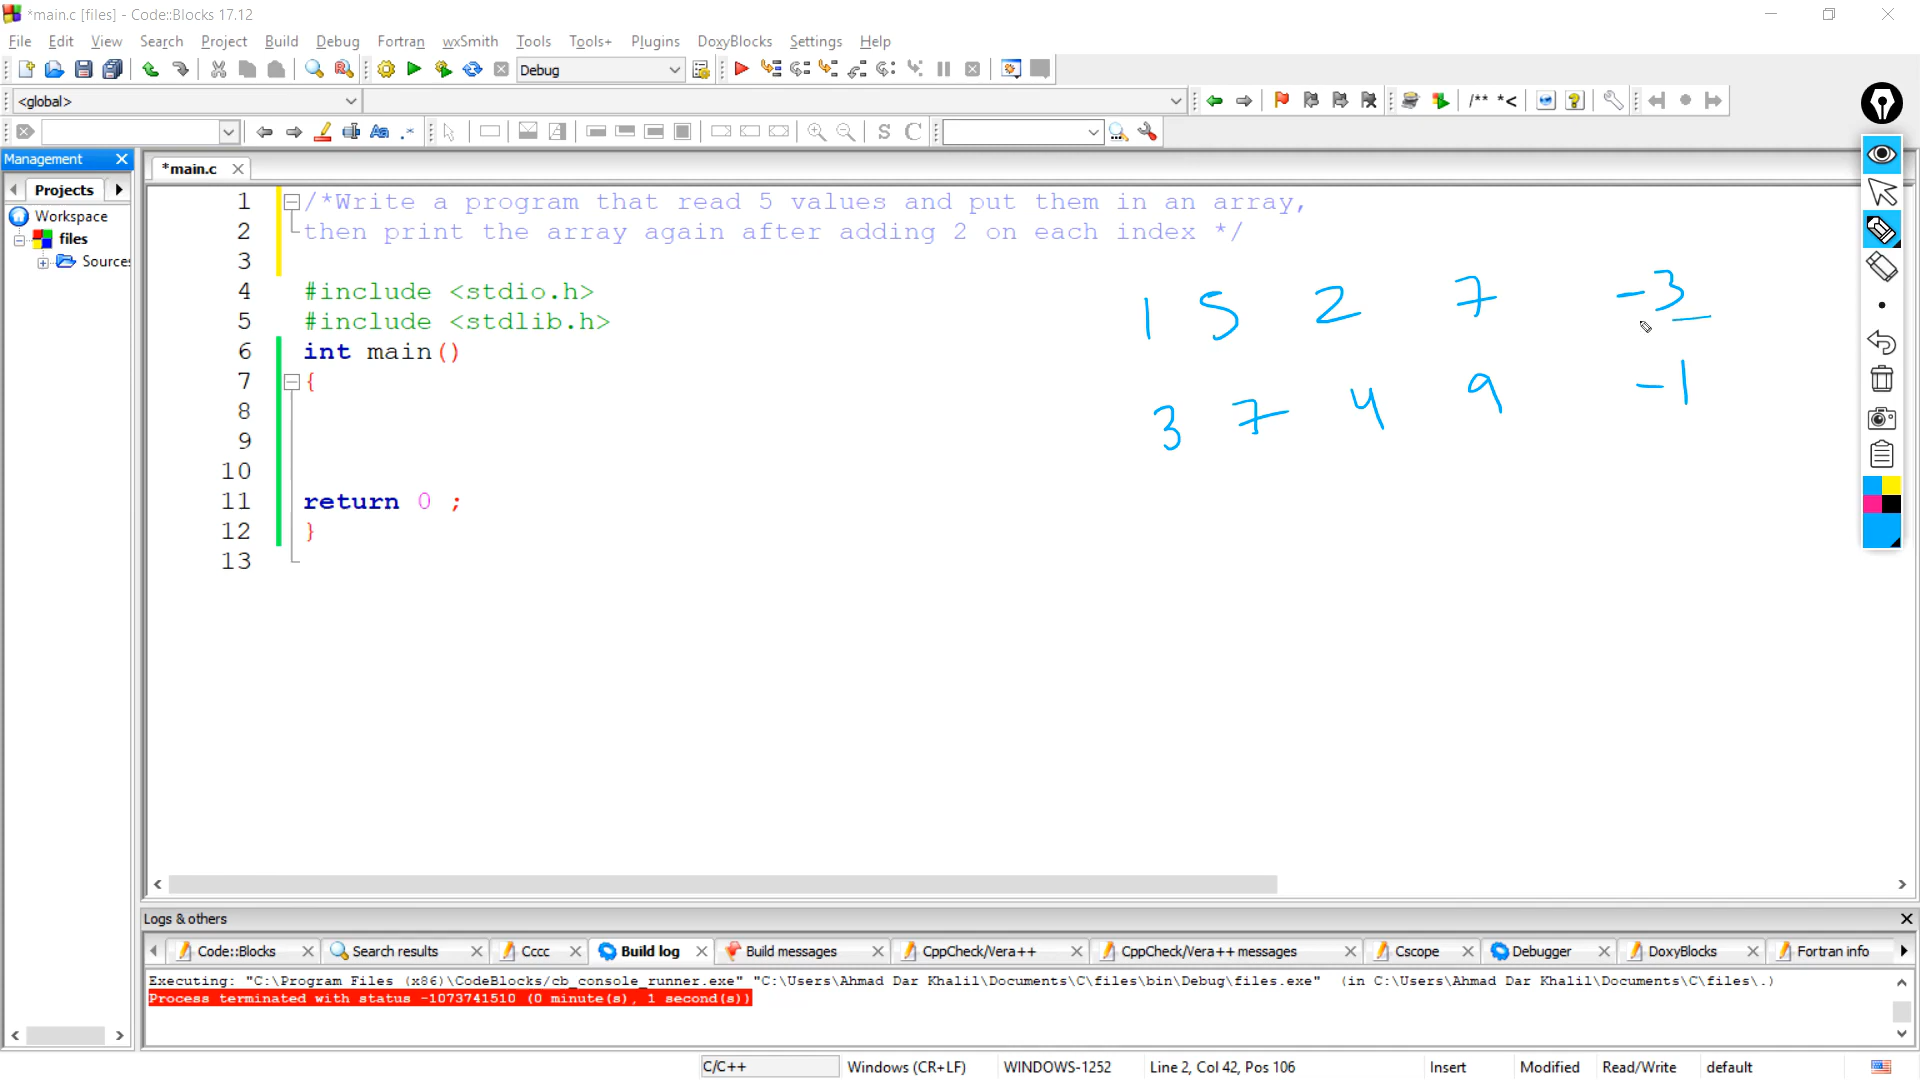 *main.c [files] - Code::Blocks 17.12
File Edit View Search Project Build Debug Fortran wxSmith Tools Tools+ Plugins DoxyBlocks Settings Help
Debug
<global>
/** *<
Aa .*
S C
Management
*main.c
Projects
Workspace
files
Sources
1 /*Write a program that read 5 values and put them in an array,
2 then print the array again after adding 2 on each index */
3
4 #include <stdio.h>
5 #include <stdlib.h>
6 int main()
7 {
8
9
10
11 return 0 ;
12 }
13
1 5 2 7 -3
3 7 4 9 -1
Logs & others
Code::Blocks Search results Cccc Build log Build messages CppCheck/Vera++ CppCheck/Vera++ messages Cscope Debugger DoxyBlocks Fortran info
Executing: "C:\Program Files (x86)\CodeBlocks/cb_console_runner.exe" "C:\Users\Ahmad Dar Khalil\Documents\C\files\bin\Debug\files.exe" (in C:\Users\Ahmad Dar Khalil\Documents\C\files\.)
Process terminated with status -1073741510 (0 minute(s), 1 second(s))
C/C++ Windows (CR+LF) WINDOWS-1252 Line 2, Col 42, Pos 106 Insert Modified Read/Write default